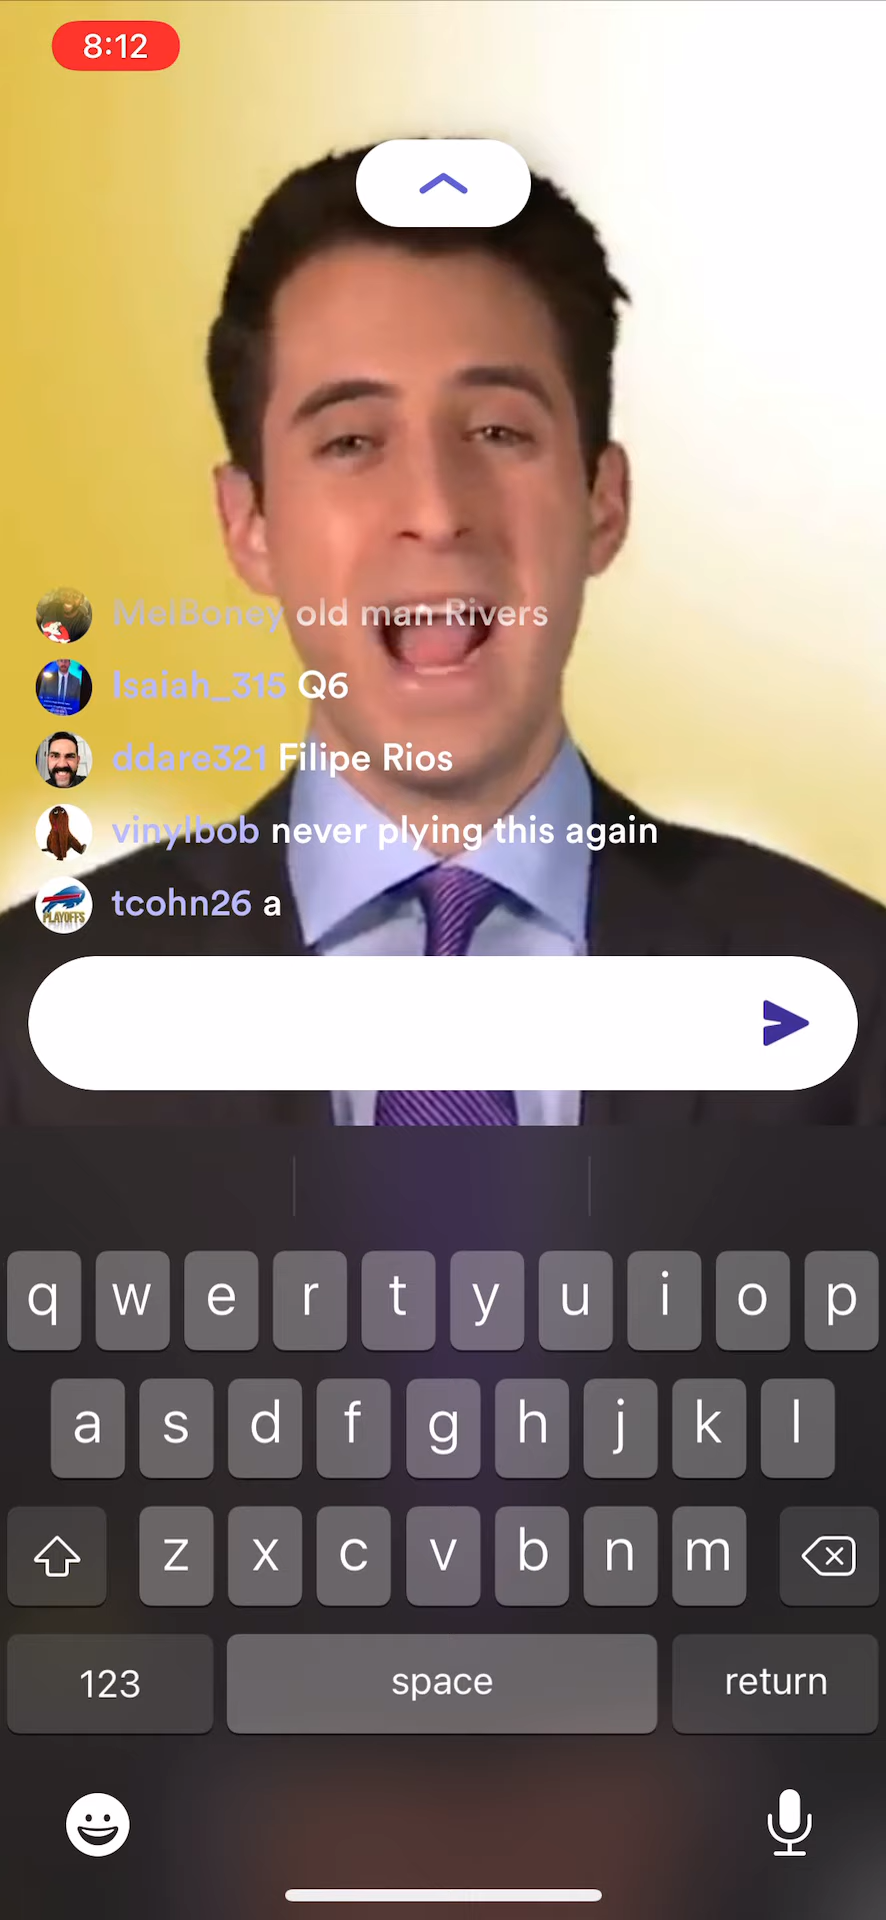 8:12
MelBoney old man Rivers
Isaiah_315 Q6
ddare321 Filipe Rios
vinylbob never plying this again
PLAYOFFS
tcohn26 a
q w e r t y u i o p
a s d f g h j k l
z x c v b n m
123 space return